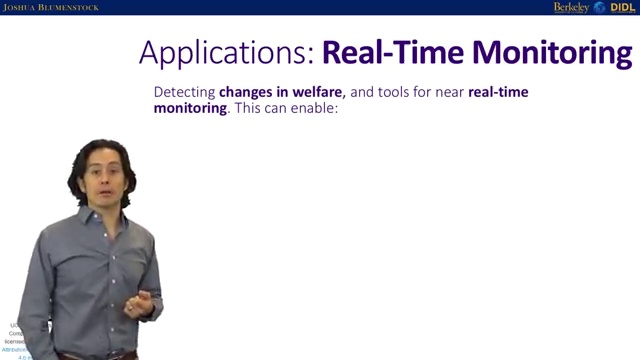 JOSHUA BLUMENSTOCK
Berkeley DIDL
Applications: Real-Time Monitoring
Detecting changes in welfare, and tools for near real-time
monitoring. This can enable: